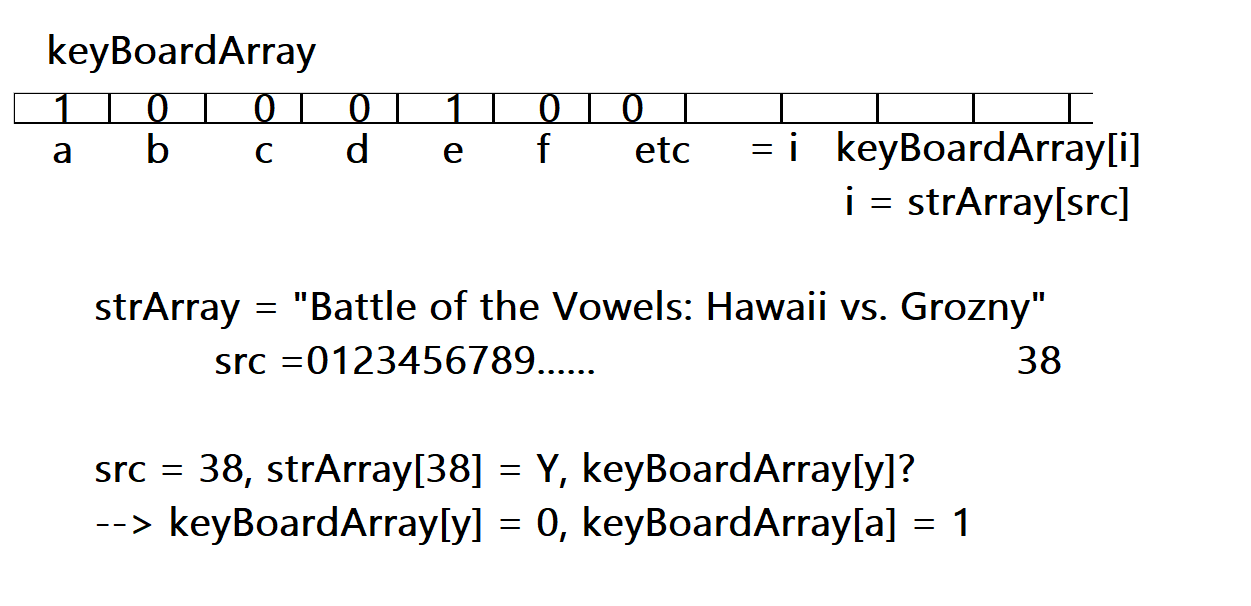 keyBoardArray
1 0 0 0 1 0 0
a b c d e f etc = i keyBoardArray[i]
i = strArray[src]
strArray = "Battle of the Vowels: Hawaii vs. Grozny"
src =0123456789...... 38
src = 38, strArray[38] = Y, keyBoardArray[y]?
--> keyBoardArray[y] = 0, keyBoardArray[a] = 1